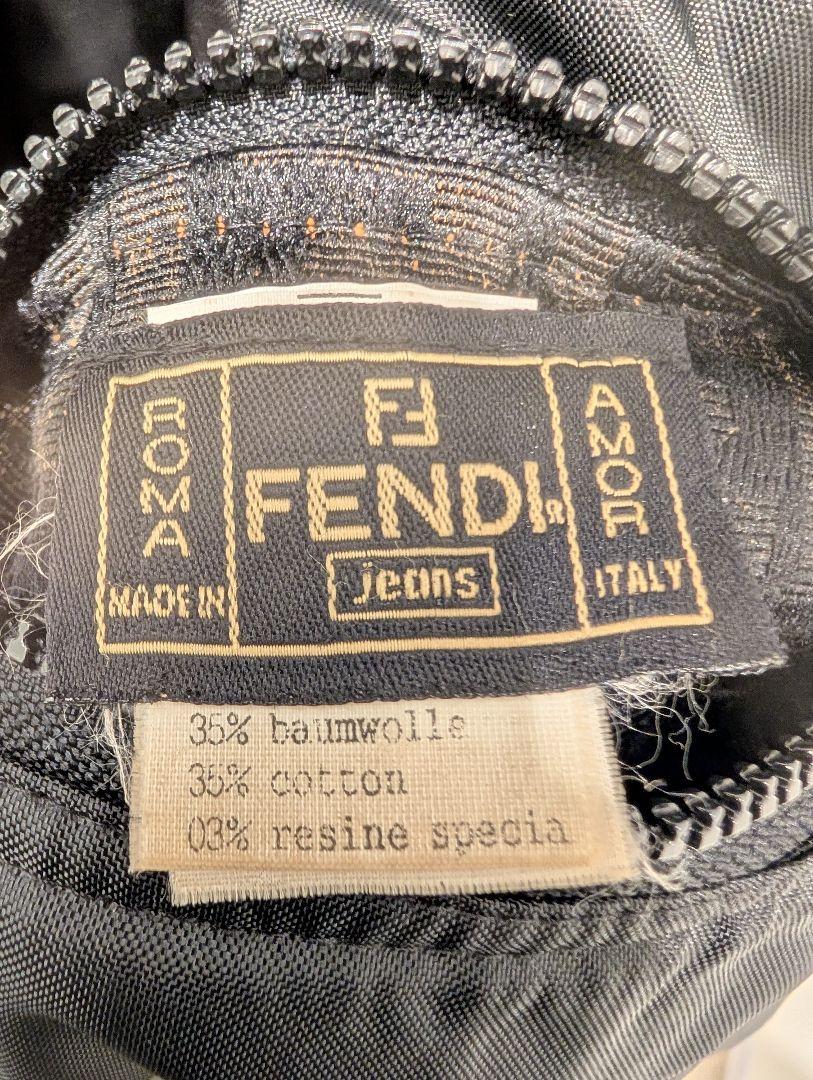 ROMA
MADE IN
FF
FENDI®
jeans
AMOR
ITALY
35% baumwolle
35% cotton
03% resine specia